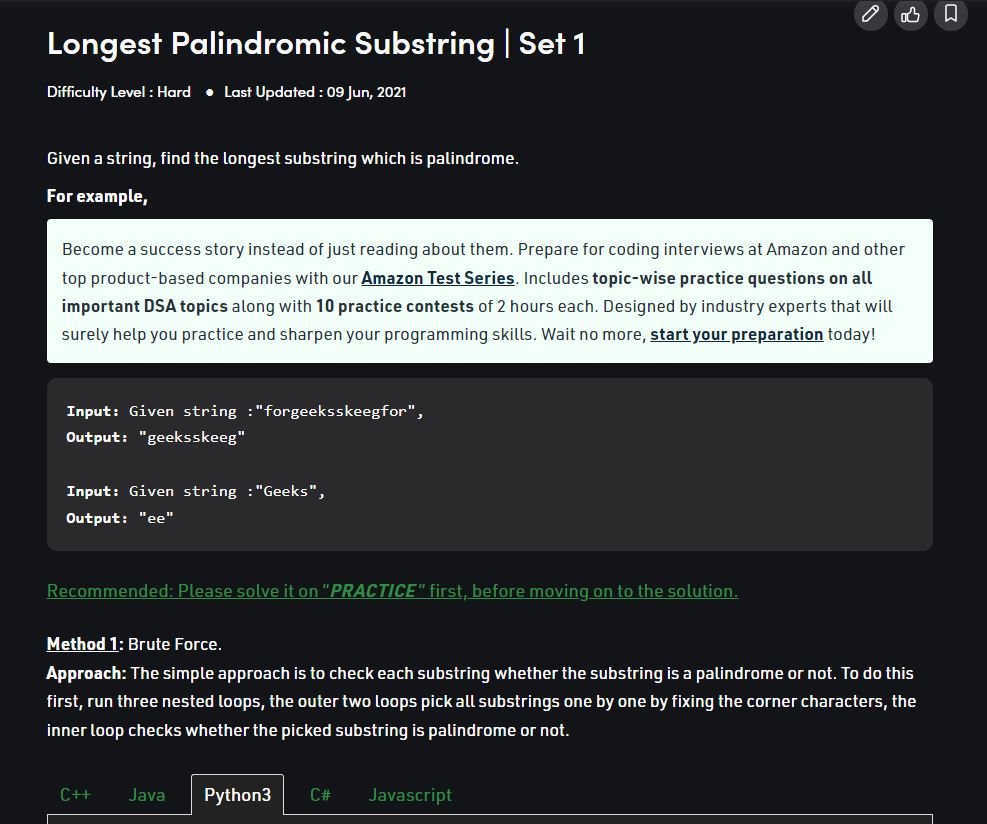 Longest Palindromic Substring | Set 1
Difficulty Level : Hard ● Last Updated : 09 Jun, 2021
Given a string, find the longest substring which is palindrome.
For example,
Become a success story instead of just reading about them. Prepare for coding interviews at Amazon and other
top product-based companies with our Amazon Test Series. Includes topic-wise practice questions on all
important DSA topics along with 10 practice contests of 2 hours each. Designed by industry experts that will
surely help you practice and sharpen your programming skills. Wait no more, start your preparation today!
Input: Given string :"forgeeksskeegfor",
Output: "geeksskeeg"
Input: Given string :"Geeks",
Output: "ee"
Recommended: Please solve it on “PRACTICE” first, before moving on to the solution.
Method 1: Brute Force.
Approach: The simple approach is to check each substring whether the substring is a palindrome or not. To do this
first, run three nested loops, the outer two loops pick all substrings one by one by fixing the corner characters, the
inner loop checks whether the picked substring is palindrome or not.
C++ Java Python3 C# Javascript